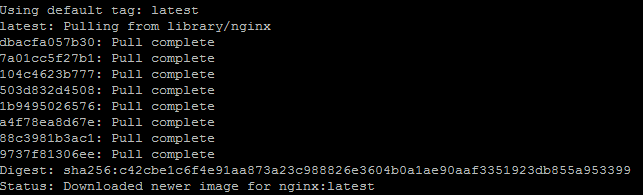 Using default tag: latest
latest: Pulling from library/nginx
dbacfa057b30: Pull complete
7a01cc5f27b1: Pull complete
104c4623b777: Pull complete
503d832d4508: Pull complete
1b9495026576: Pull complete
a4f78ea8d67e: Pull complete
88c3981b3ac1: Pull complete
9737f81306ee: Pull complete
Digest: sha256:c42cbe1c6f4e91aa873a23c988826e3604b0a1ae90aaf3351923db855a953399
Status: Downloaded newer image for nginx:latest